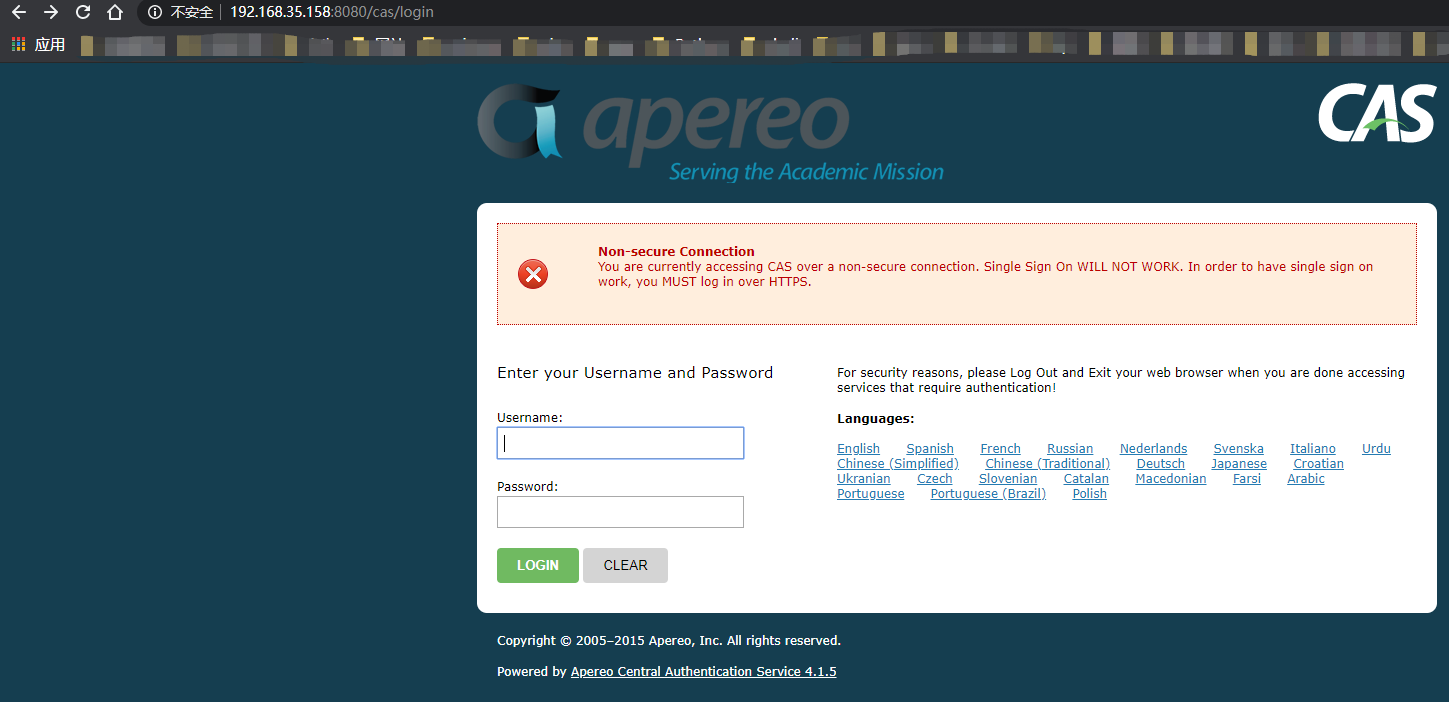 不安全 192.168.35.158:8080/cas/login
应用
apereo
Serving the Academic Mission
CAS
Non-secure Connection
You are currently accessing CAS over a non-secure connection. Single Sign On WILL NOT WORK. In order to have single sign on
work, you MUST log in over HTTPS.
Enter your Username and Password
Username:
Password:
LOGIN CLEAR
For security reasons, please Log Out and Exit your web browser when you are done accessing
services that require authentication!
Languages:
English Spanish French Russian Nederlands Svenska Italiano Urdu
Chinese (Simplified) Chinese (Traditional) Deutsch Japanese Croatian
Ukranian Czech Slovenian Catalan Macedonian Farsi Arabic
Portuguese Portuguese (Brazil) Polish
Copyright © 2005–2015 Apereo, Inc. All rights reserved.
Powered by Apereo Central Authentication Service 4.1.5